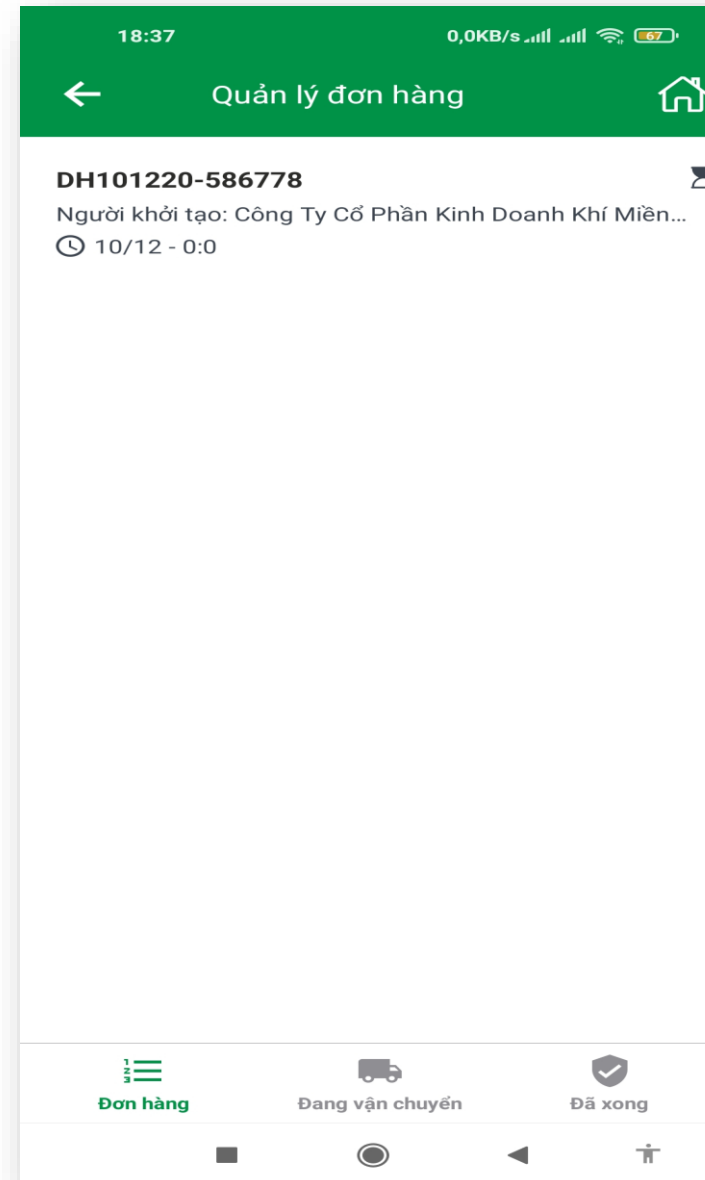 18:37 0,0KB/s 67
Quản lý đơn hàng
DH101220-586778
Người khởi tạo: Công Ty Cổ Phần Kinh Doanh Khí Miền...
10/12 - 0:0
Đơn hàng Đang vận chuyển Đã xong